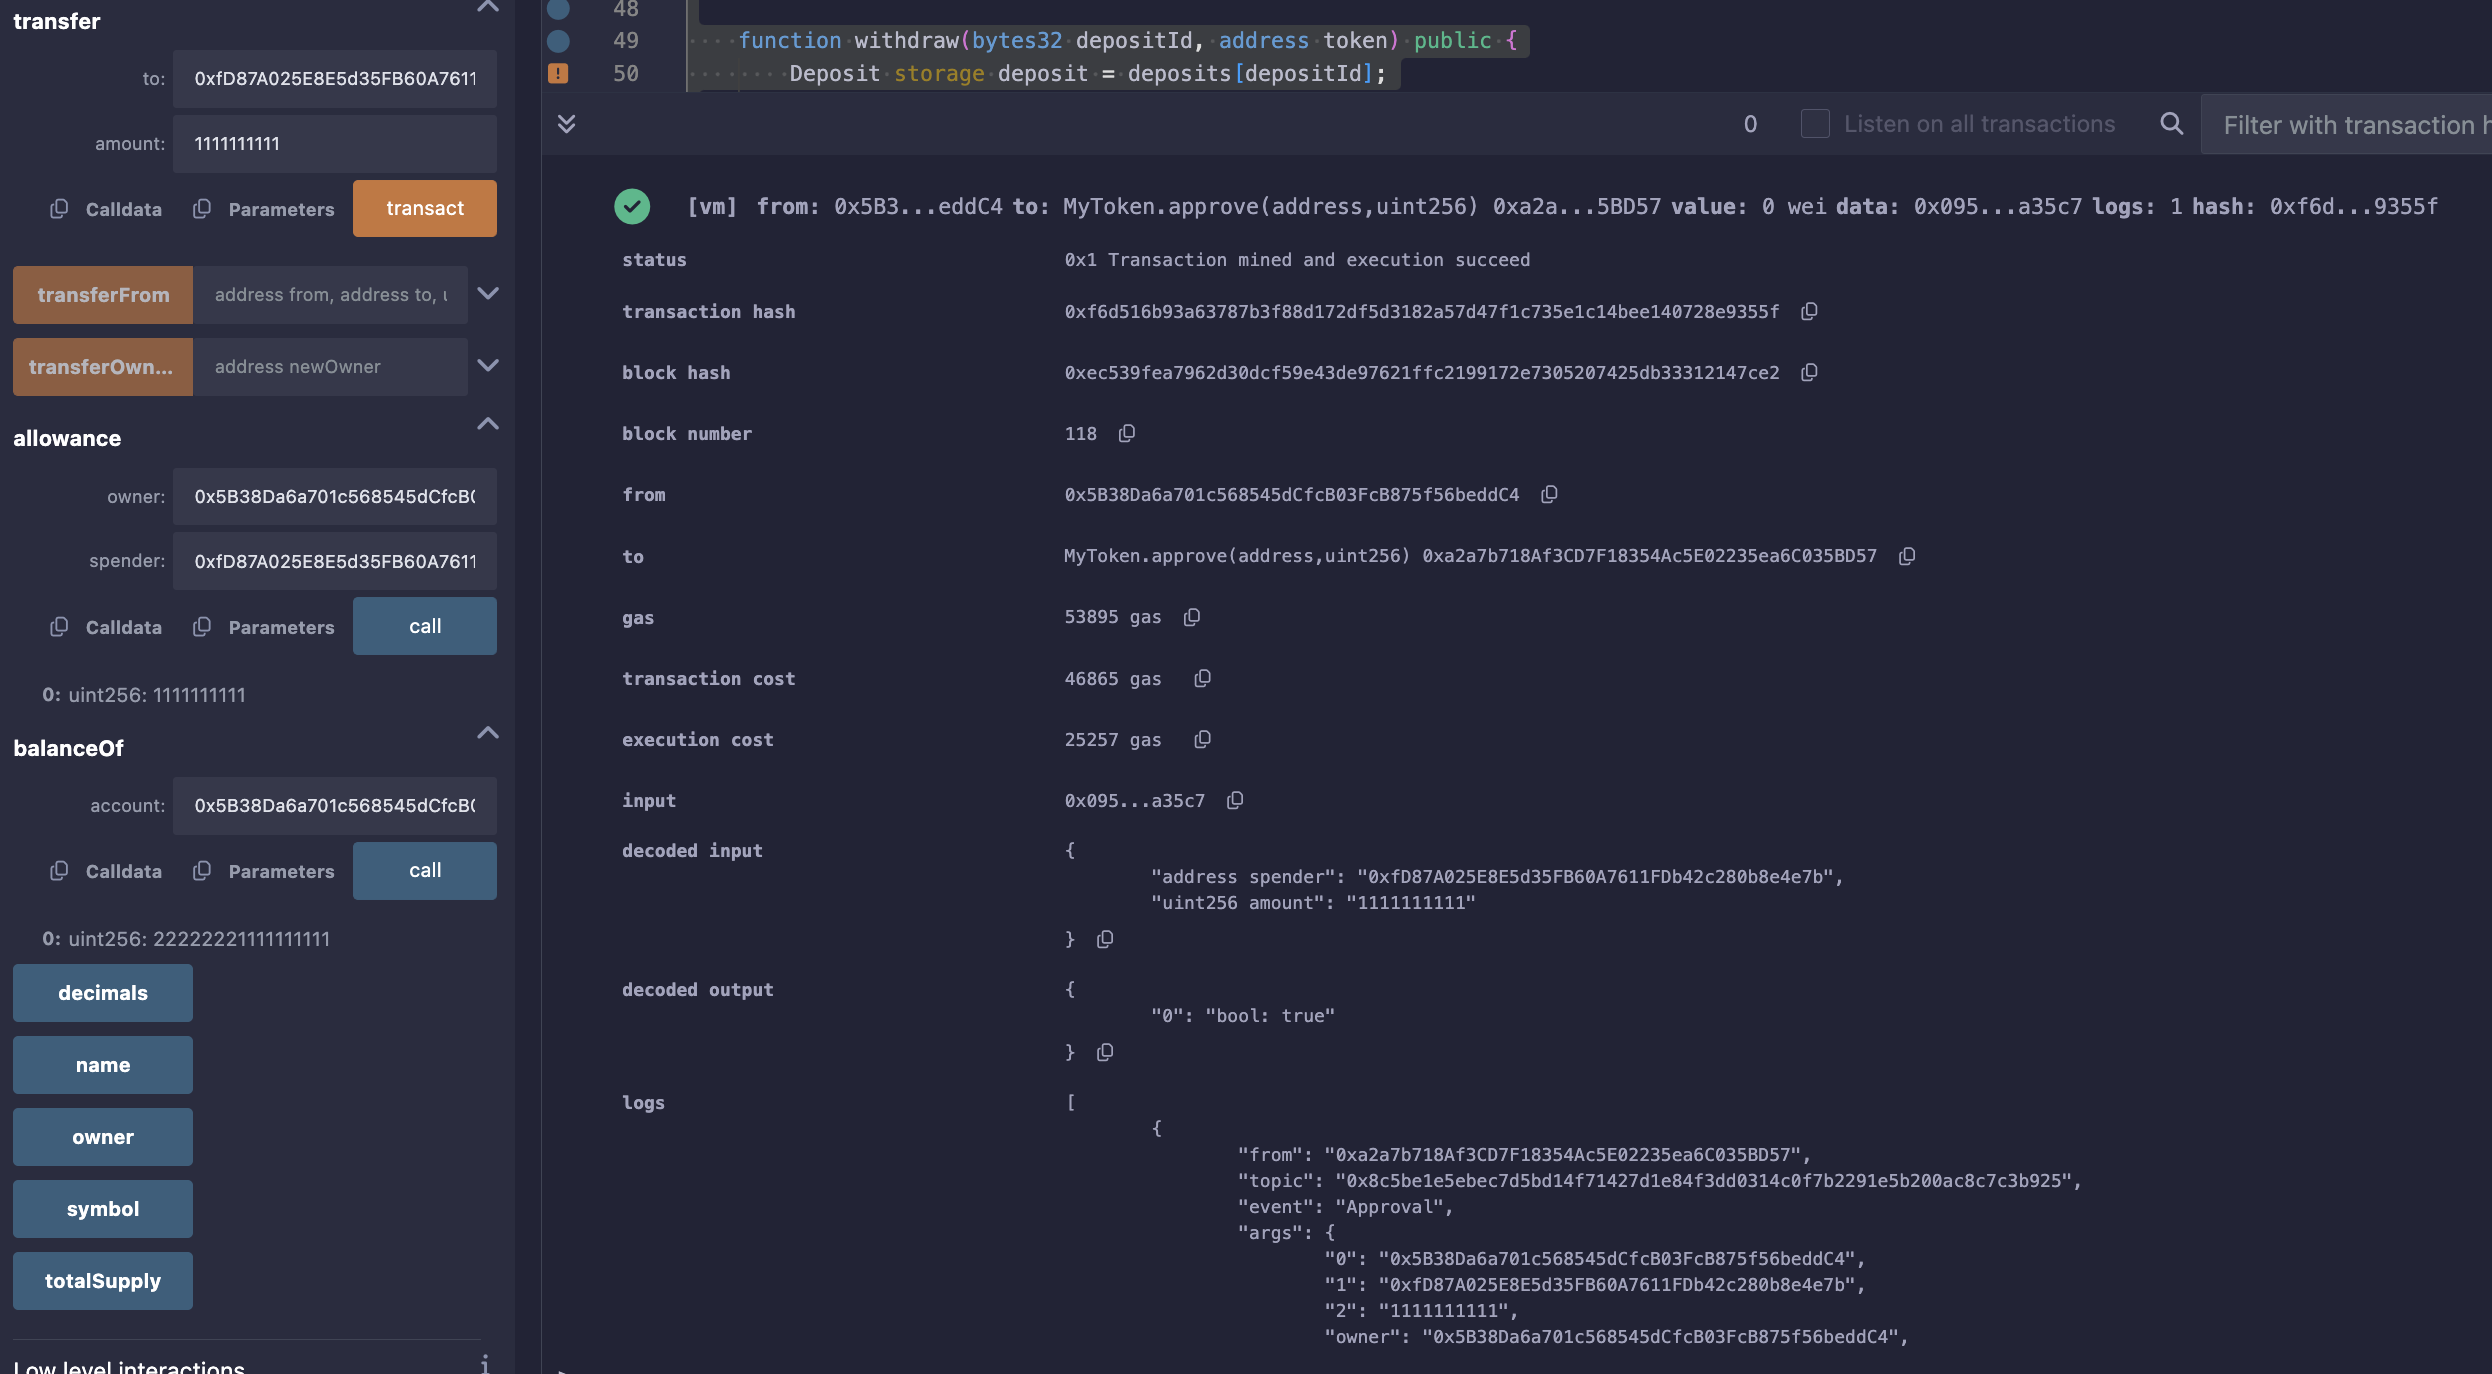 transfer
to: 0xfD87A025E8E5d35FB60A7611
amount: 1111111111
Calldata Parameters transact
transferFrom address from, address to, u
transferOwn... address newOwner
allowance
owner: 0x5B38Da6a701c568545dCfcB0
spender: 0xfD87A025E8E5d35FB60A7611
Calldata Parameters call
0: uint256: 1111111111
balanceOf
account: 0x5B38Da6a701c568545dCfcB0
Calldata Parameters call
0: uint256: 22222221111111111
decimals
name
owner
symbol
totalSupply
Low level interactions i
48
49 function withdraw(bytes32 depositId, address token) public {
50 Deposit storage deposit = deposits[depositId];
0 Listen on all transactions Filter with transaction h
[vm] from: 0x5B3...eddC4 to: MyToken.approve(address,uint256) 0xa2a...5BD57 value: 0 wei data: 0x095...a35c7 logs: 1 hash: 0xf6d...9355f
status 0x1 Transaction mined and execution succeed
transaction hash 0xf6d516b93a63787b3f88d172df5d3182a57d47f1c735e1c14bee140728e9355f
block hash 0xec539fea7962d30dcf59e43de97621ffc2199172e7305207425db33312147ce2
block number 118
from 0x5B38Da6a701c568545dCfcB03FcB875f56beddC4
to MyToken.approve(address,uint256) 0xa2a7b718Af3CD7F18354Ac5E02235ea6C035BD57
gas 53895 gas
transaction cost 46865 gas
execution cost 25257 gas
input 0x095...a35c7
decoded input {
"address spender": "0xfD87A025E8E5d35FB60A7611FDb42c280b8e4e7b",
"uint256 amount": "1111111111"
}
decoded output {
"0": "bool: true"
}
logs [
{
"from": "0xa2a7b718Af3CD7F18354Ac5E02235ea6C035BD57",
"topic": "0x8c5be1e5ebec7d5bd14f71427d1e84f3dd0314c0f7b2291e5b200ac8c7c3b925",
"event": "Approval",
"args": {
"0": "0x5B38Da6a701c568545dCfcB03FcB875f56beddC4",
"1": "0xfD87A025E8E5d35FB60A7611FDb42c280b8e4e7b",
"2": "1111111111",
"owner": "0x5B38Da6a701c568545dCfcB03FcB875f56beddC4",